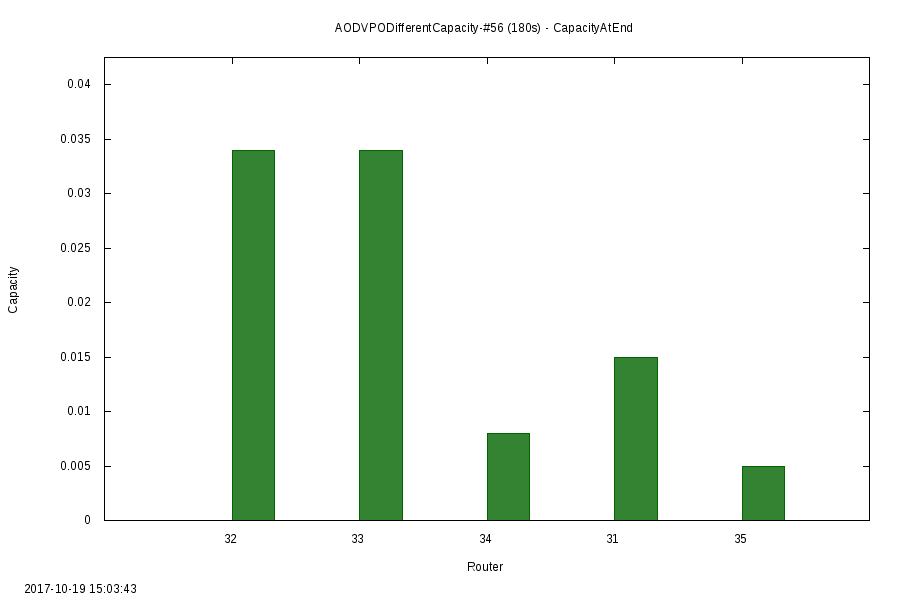 AODVPODifferentCapacity-#56 (180s) - CapacityAtEnd
0.04
0.035
0.03
0.025
0.02
0.015
0.01
0.005
0
Capacity
32 33 34 31 35
Router
2017-10-19 15:03:43